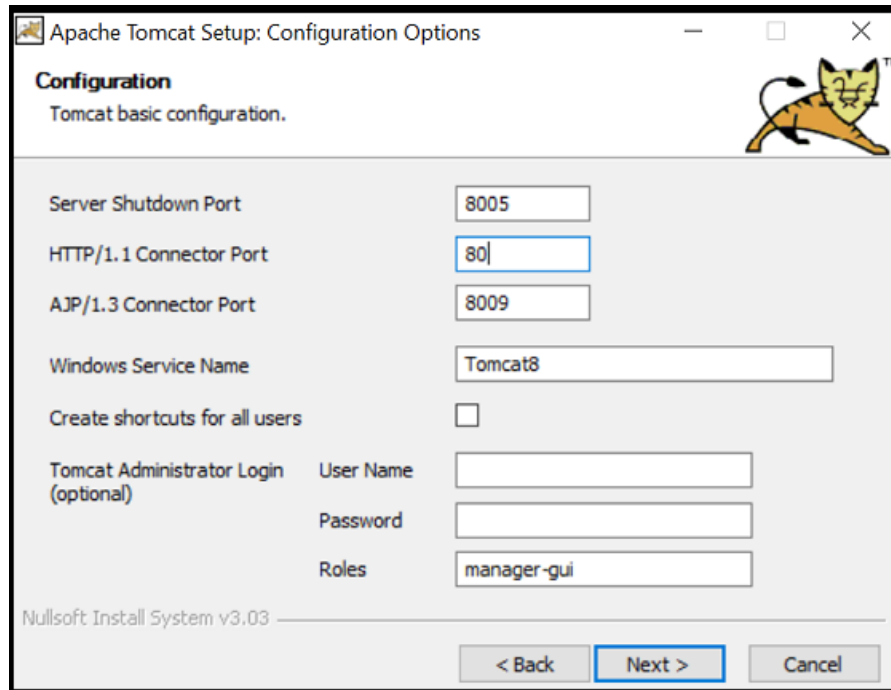 Apache Tomcat Setup: Configuration Options
Configuration
Tomcat basic configuration.
Server Shutdown Port 8005
HTTP/1.1 Connector Port 80
AJP/1.3 Connector Port 8009
Windows Service Name Tomcat8
Create shortcuts for all users
Tomcat Administrator Login User Name
(optional)
Password
Roles manager-gui
Nullsoft Install System v3.03
< Back Next > Cancel